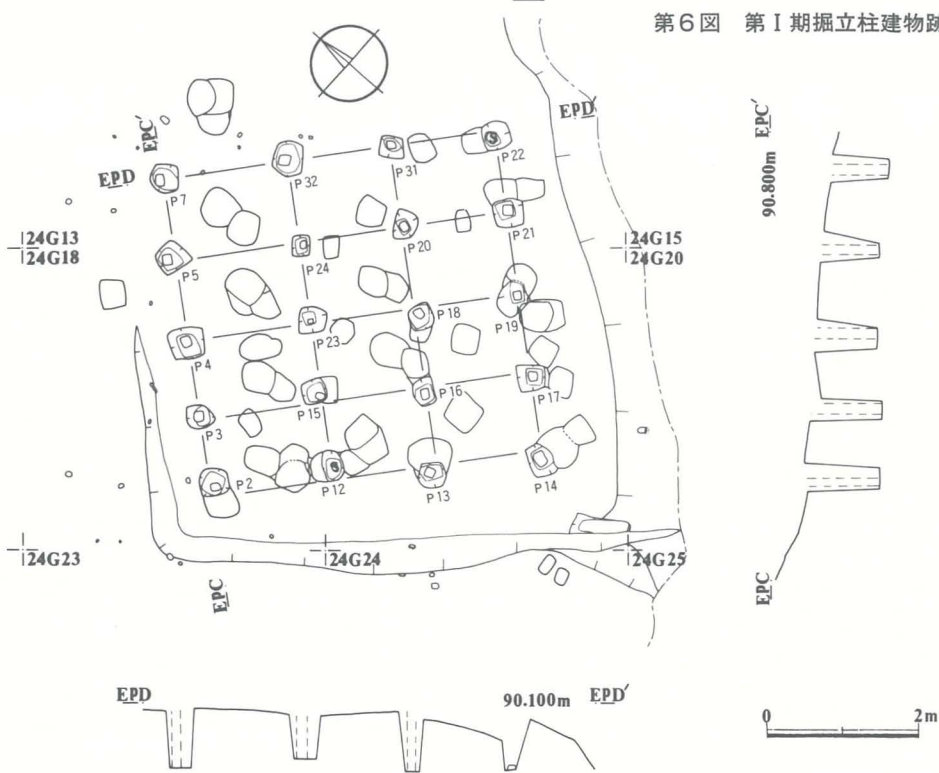 第6図 第Ⅰ期掘立柱建物跡
EPC′
EPD
EPD′
P7
P32
P31
P22
24G13
24G18
P5
P24
P20
P21
24G15
24G20
P4
P23
P18
P19
P3
P15
P16
P17
P2
P12
P13
P14
24G23
24G24
24G25
EPC
EPC′
90.800m
EPC
EPD
90.100m
EPD′
0
2m